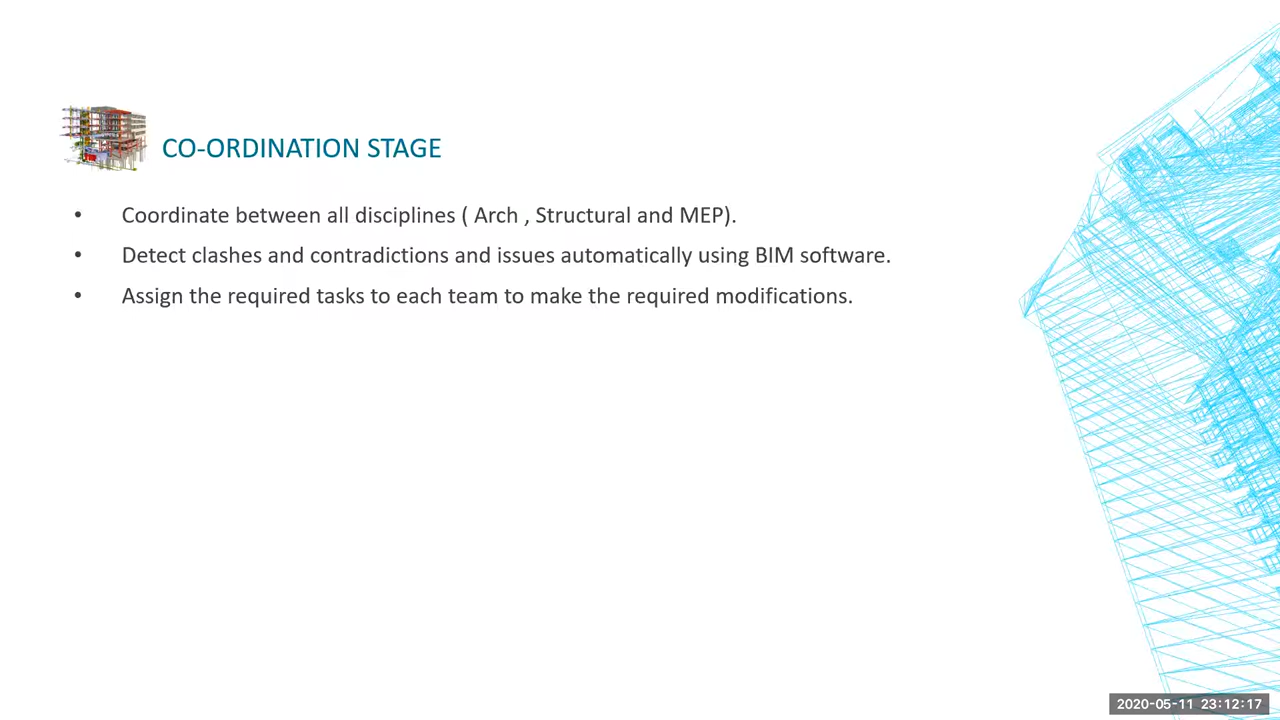 CO-ORDINATION STAGE
• Coordinate between all disciplines ( Arch , Structural and MEP).
• Detect clashes and contradictions and issues automatically using BIM software.
• Assign the required tasks to each team to make the required modifications.
2020-05-11 23:12:17